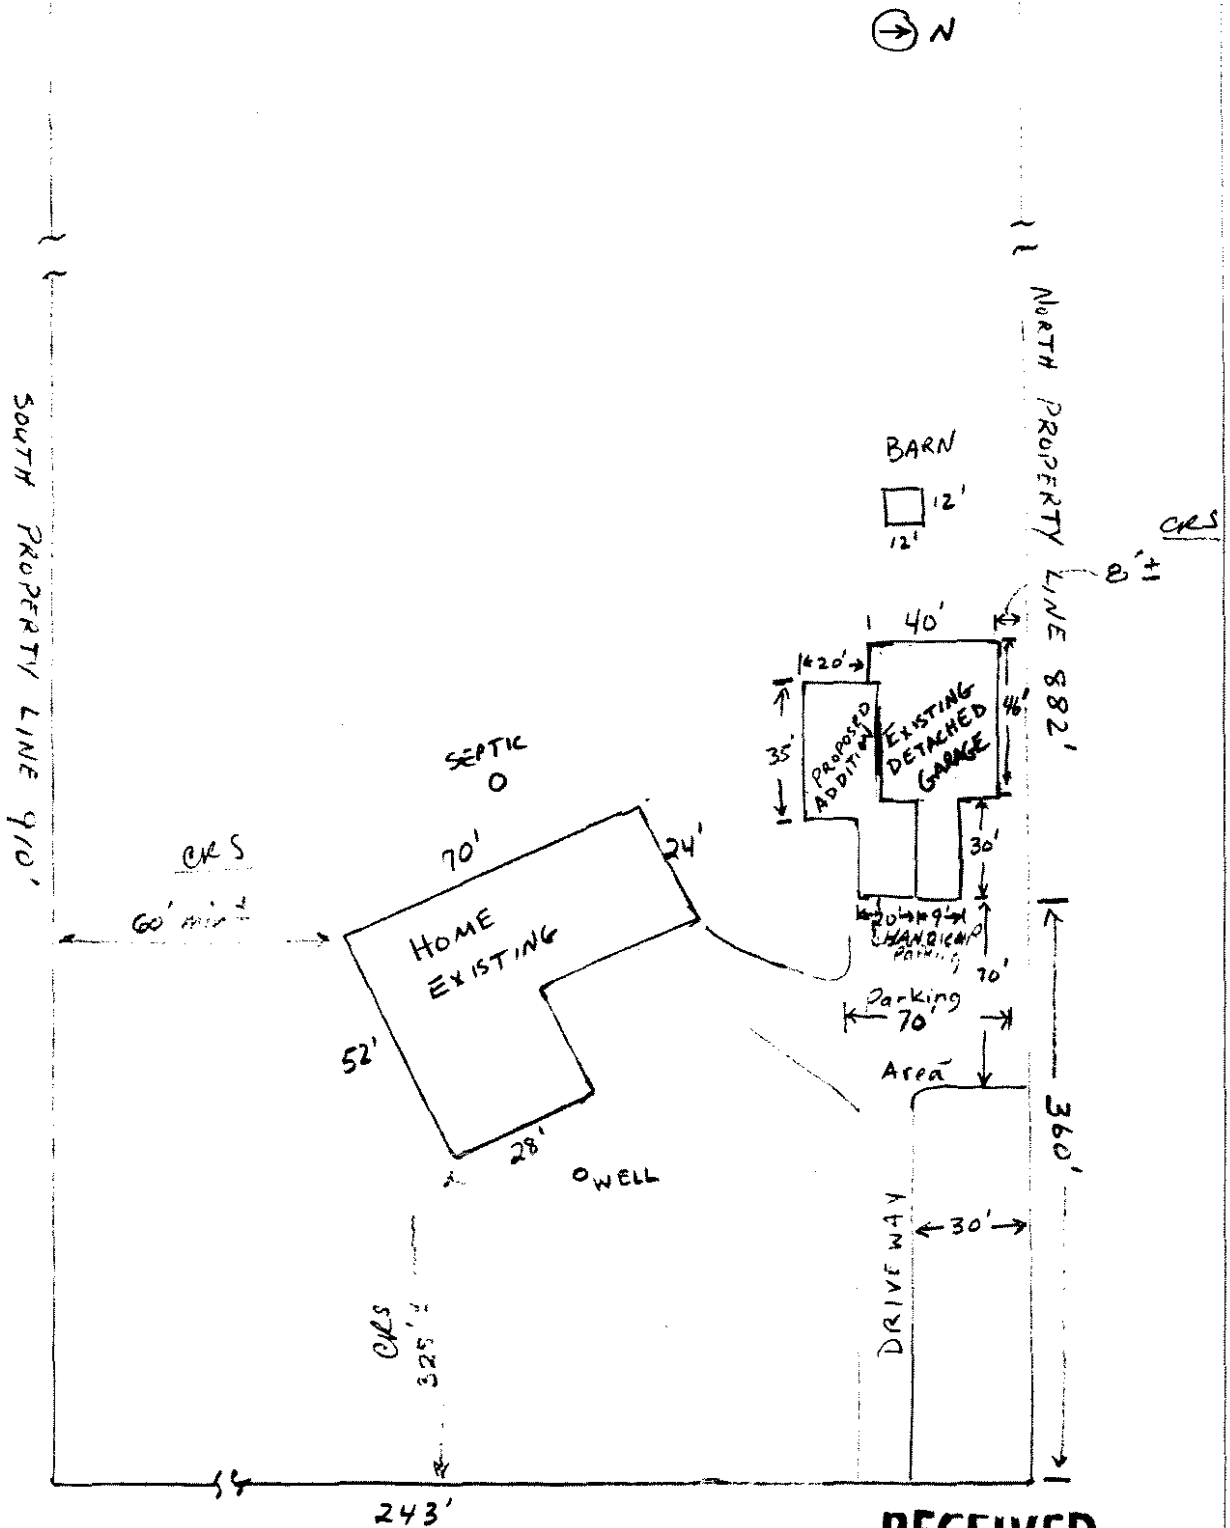 N
NORTH PROPERTY LINE 882'
SOUTH PROPERTY LINE 910'
BARN
12'
12'
CRS
8'±
40'
20'
46'
35'
PROPOSED
ADDITION
EXISTING
DETACHED
GARAGE
SEPTIC
30'
70'
24'
CRS
60' min ±
HOME
EXISTING
20'
9'
HANDICAP
Parking
70'
Parking
70'
Area
52'
28'
WELL
360'
DRIVEWAY
30'
CRS
325'±
243'
RECEIVED